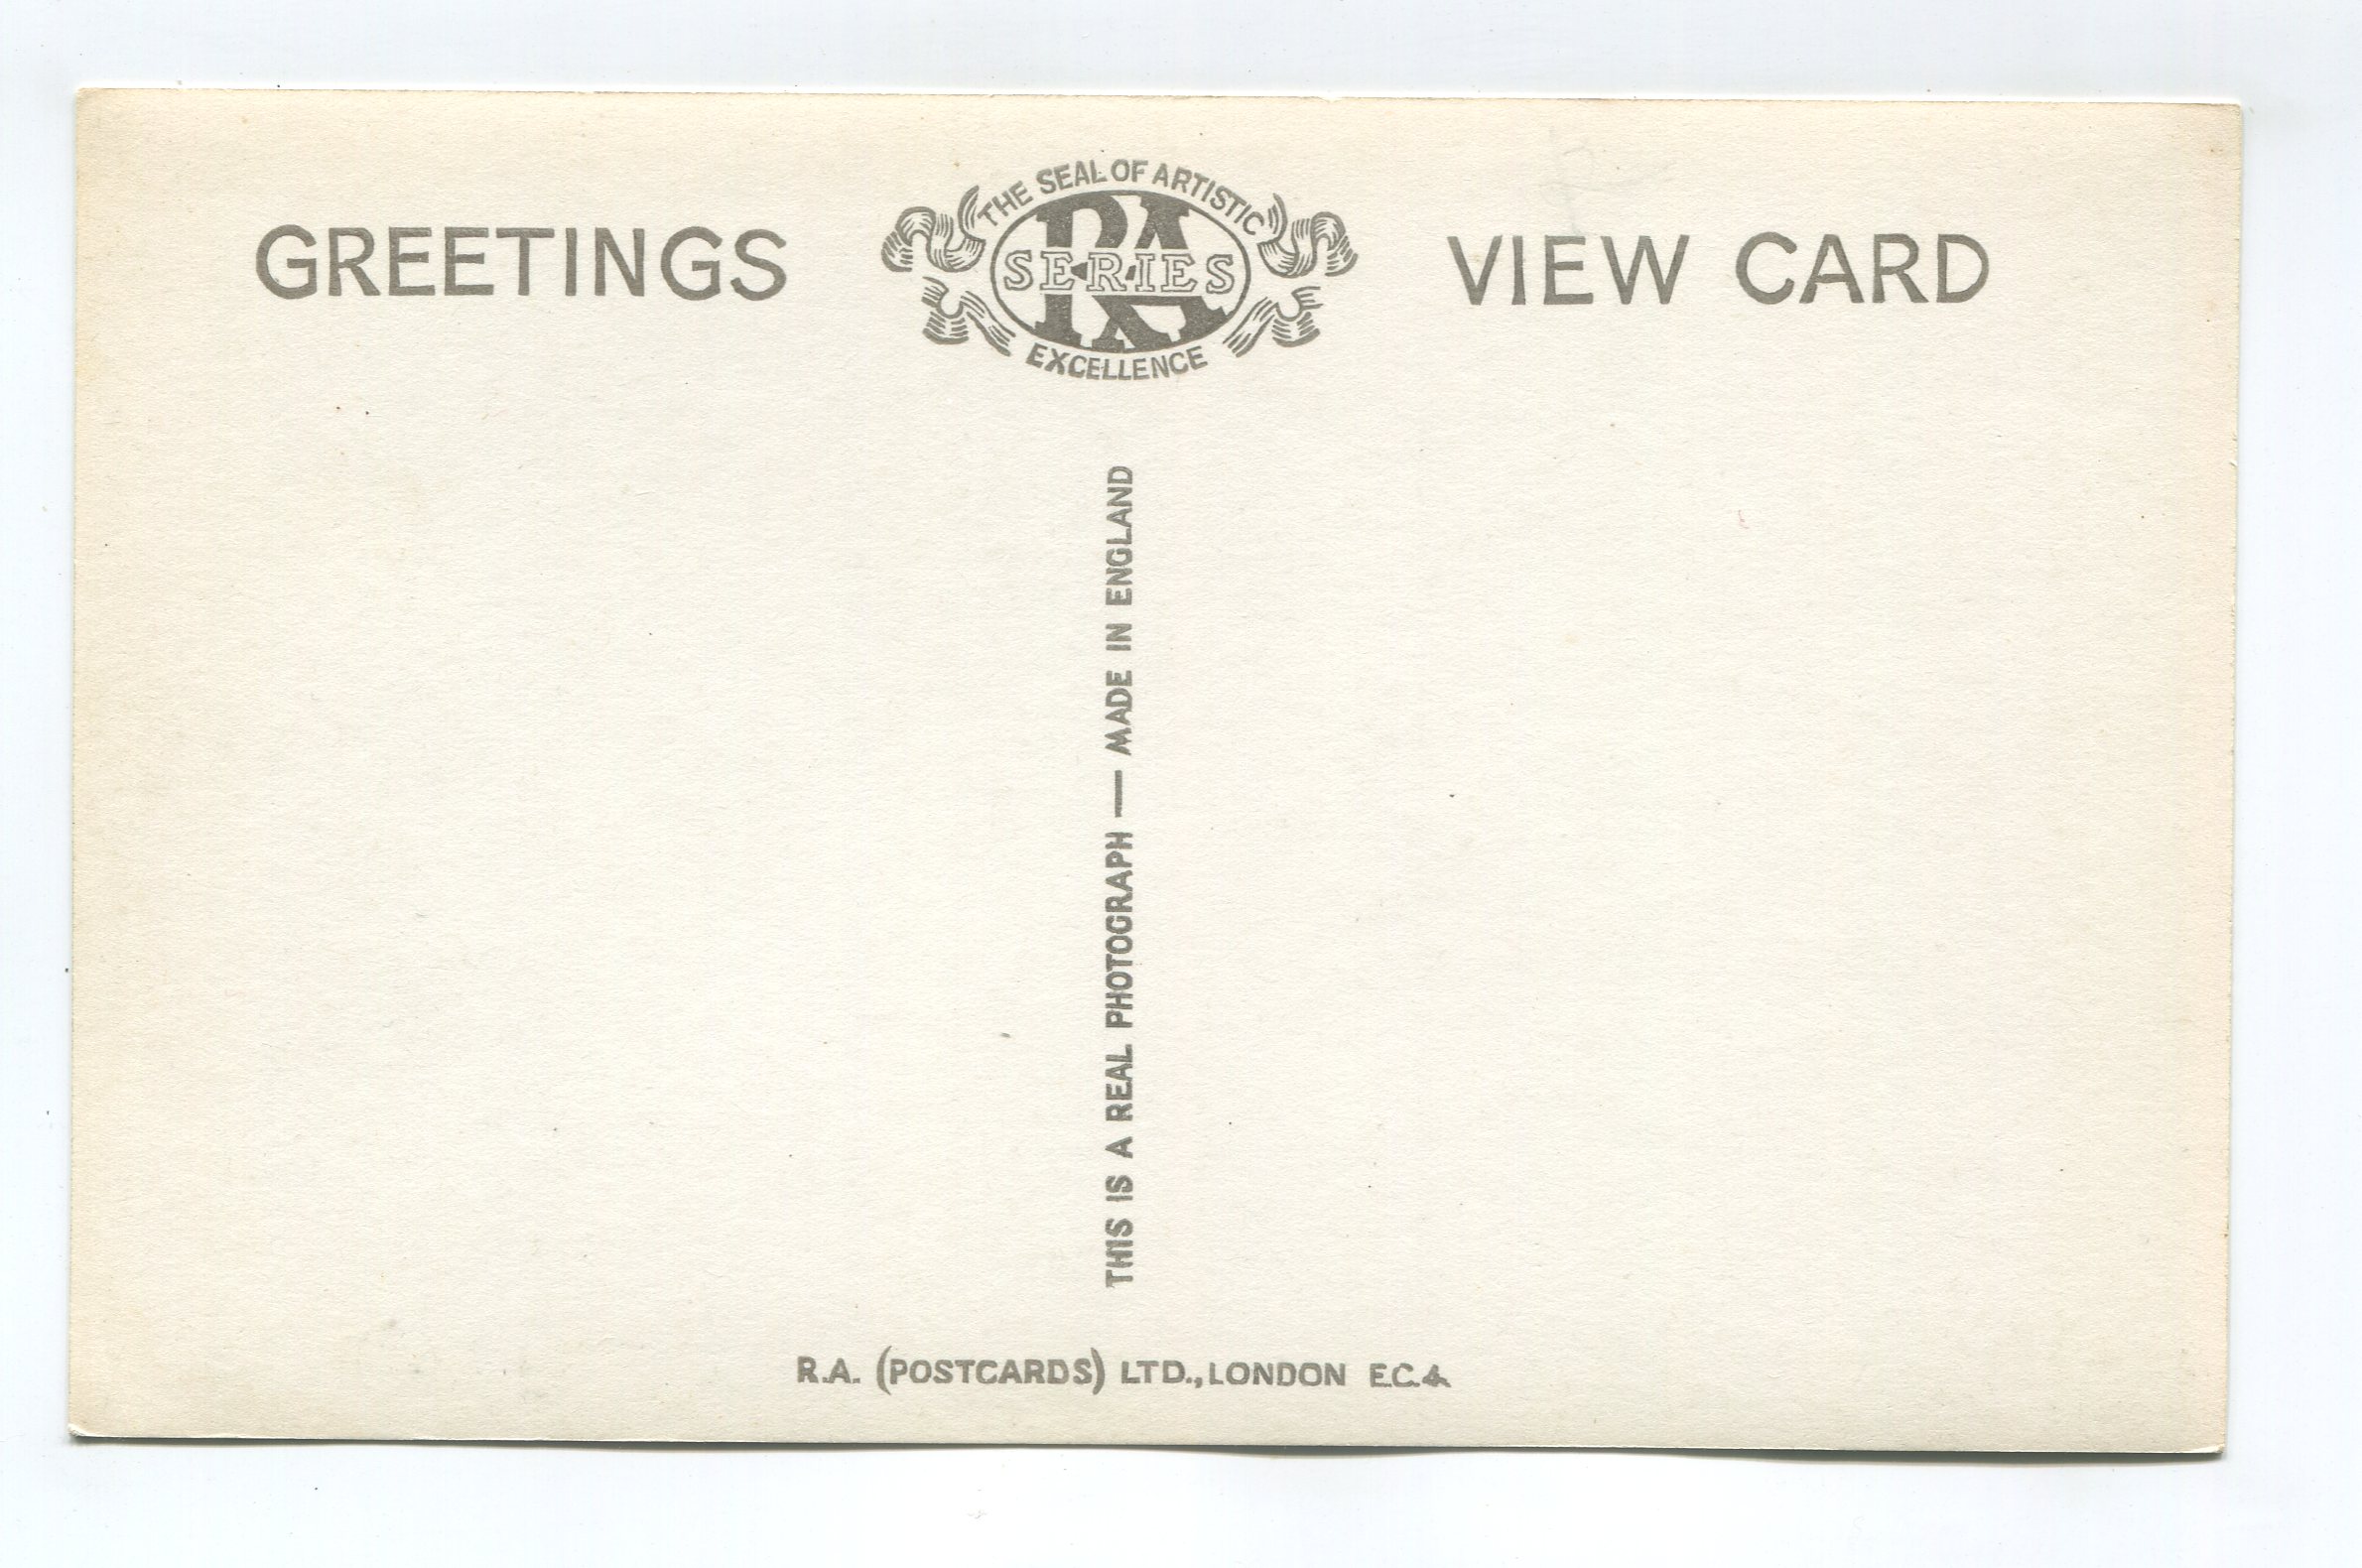 GREETINGS
THE SEAL OF ARTISTIC
RA
SERIES
EXCELLENCE
VIEW CARD
THIS IS A REAL PHOTOGRAPH — MADE IN ENGLAND
R.A. (POSTCARDS) LTD., LONDON E.C.4